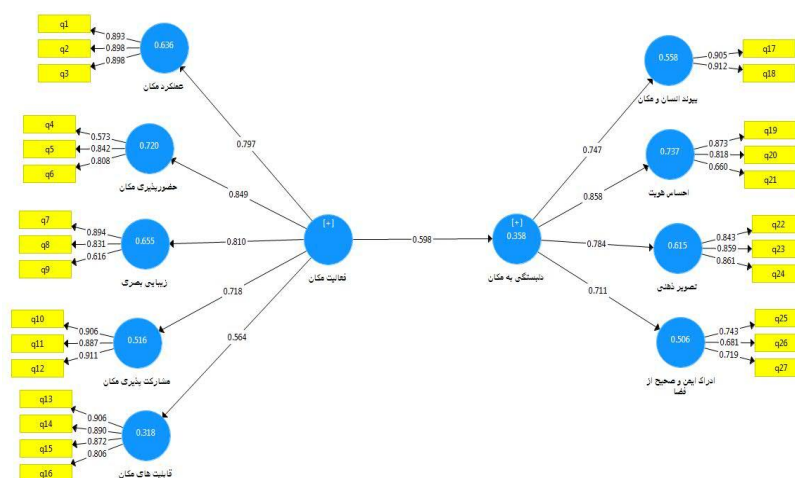 q1
0.893
q2
0.898
q3
0.898
0.636
عملکرد مکان
0.797
q4
0.573
q5
0.842
q6
0.808
0.720
حضورپذیری مکان
0.849
q7
0.894
q8
0.831
q9
0.616
0.655
زیبایی بصری
0.810
q10
0.906
q11
0.887
q12
0.911
0.516
مشارکت پذیری مکان
0.718
q13
0.906
q14
0.890
q15
0.872
q16
0.806
0.318
قابلیت های مکان
0.564
[+]
فعالیت مکان
0.598
[+]
0.358
دلبستگی به مکان
0.747
0.558
پیوند انسان و مکان
0.905
q17
0.912
q18
0.858
0.737
احساس هویت
0.873
q19
0.818
q20
0.660
q21
0.784
0.615
تصویر ذهنی
0.843
q22
0.859
q23
0.861
q24
0.711
0.506
ادراک ایمن و صحیح از
فضا
0.743
q25
0.681
q26
0.719
q27